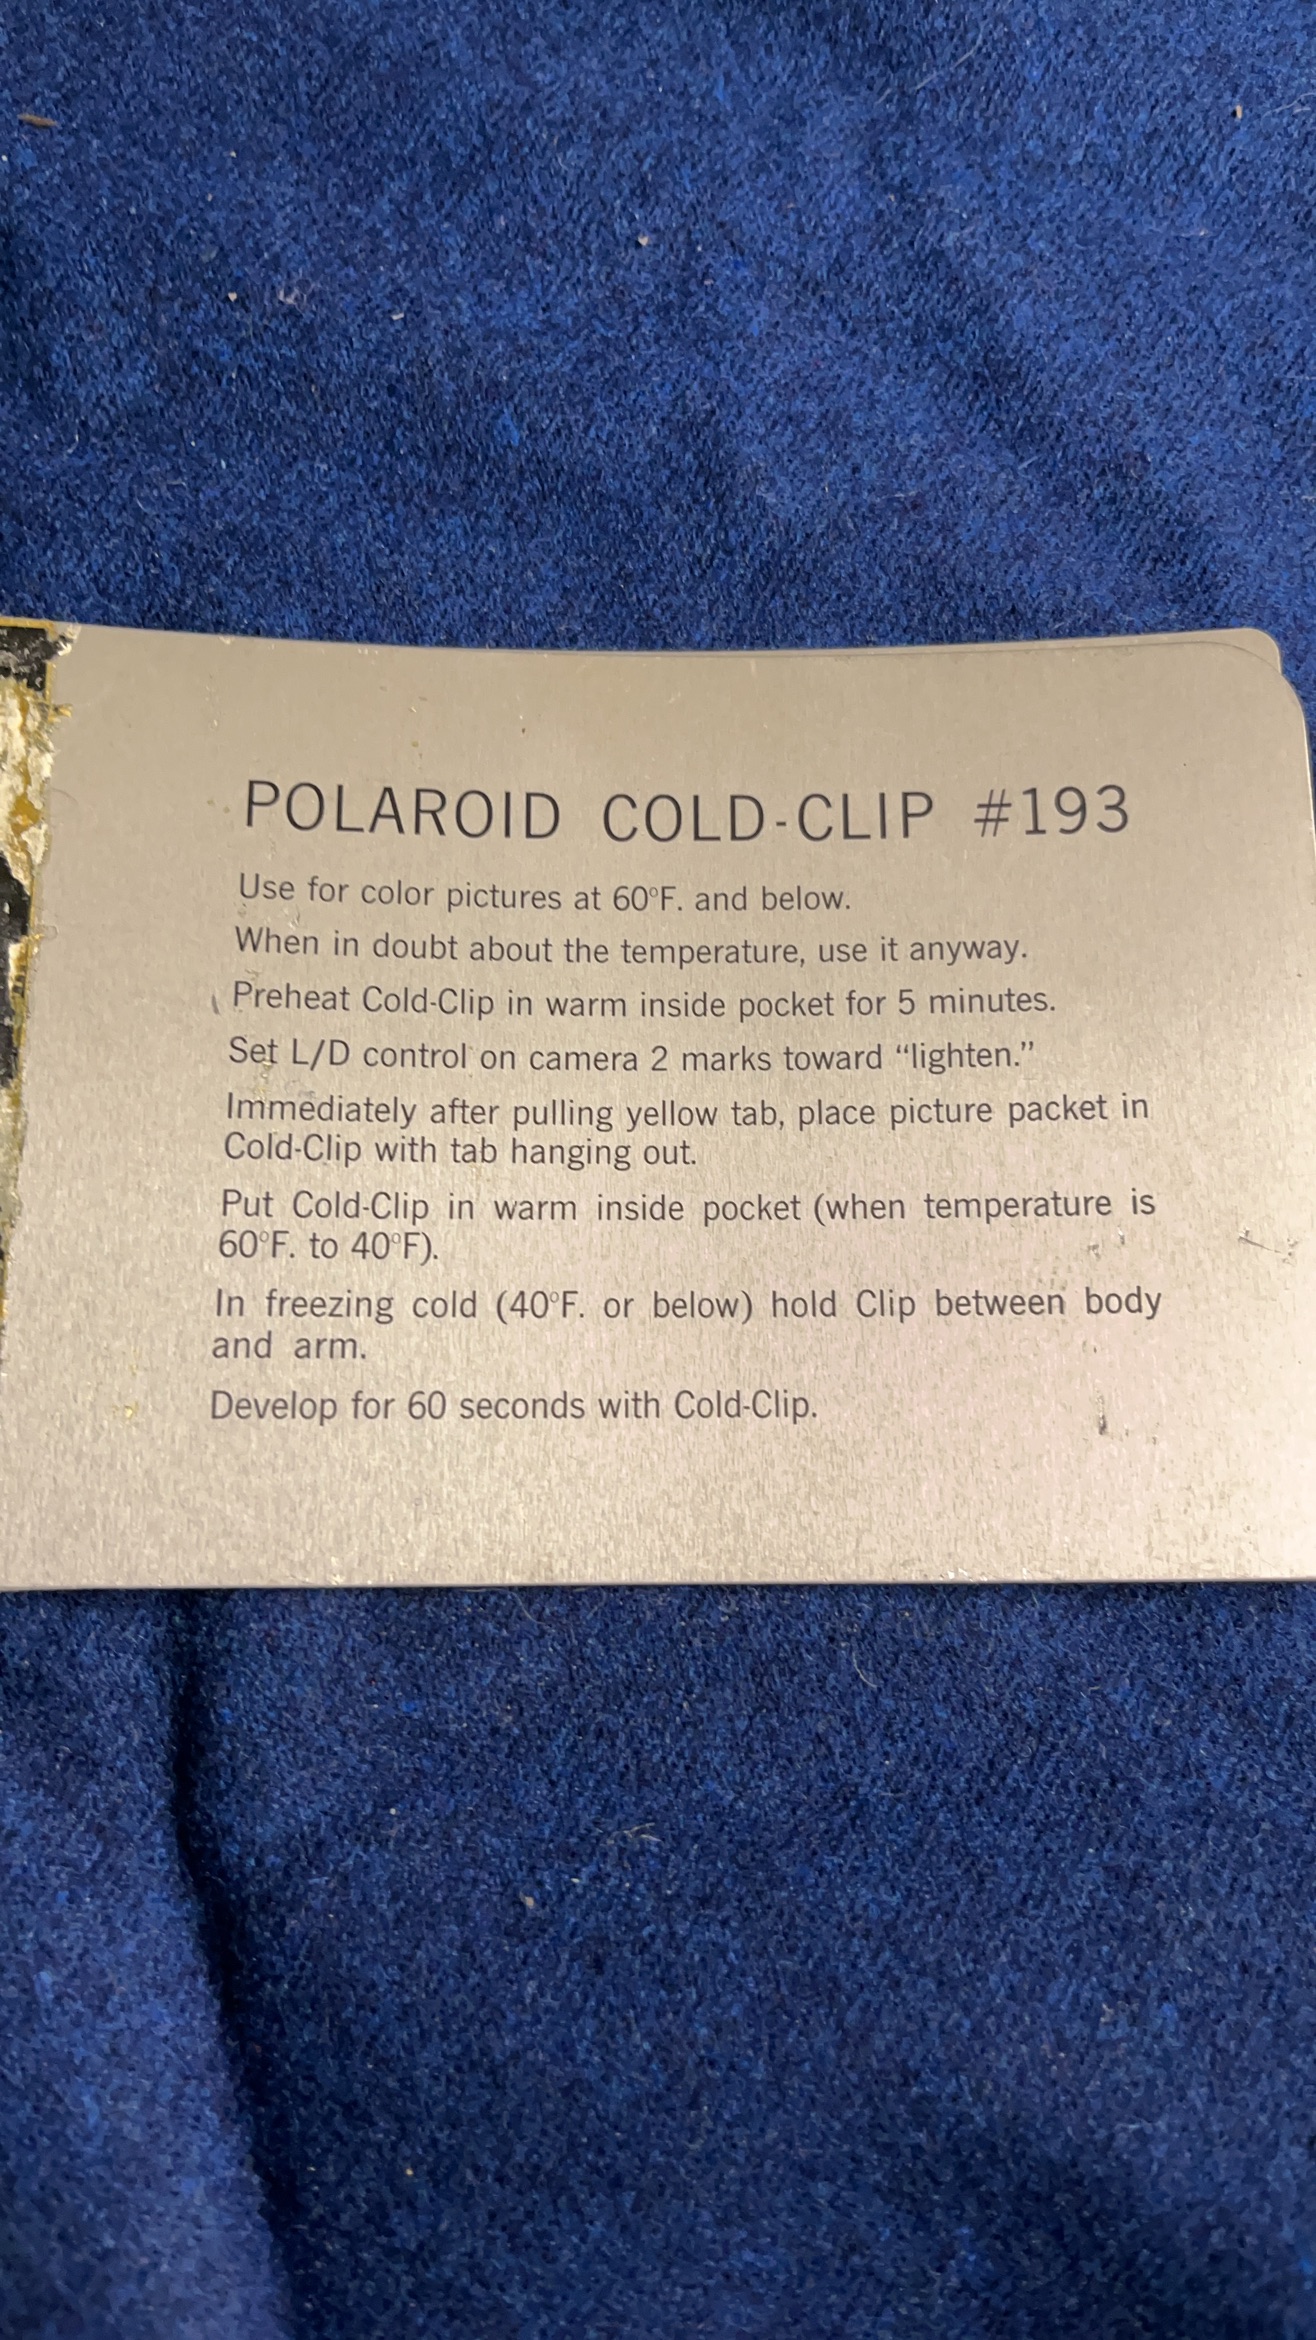 POLAROID COLD-CLIP #193
Use for color pictures at 60°F. and below.
When in doubt about the temperature, use it anyway.
Preheat Cold-Clip in warm inside pocket for 5 minutes.
Set L/D control on camera 2 marks toward “lighten.”
Immediately after pulling yellow tab, place picture packet in
Cold-Clip with tab hanging out.
Put Cold-Clip in warm inside pocket (when temperature is
60°F. to 40°F).
In freezing cold (40°F. or below) hold Clip between body
and arm.
Develop for 60 seconds with Cold-Clip.